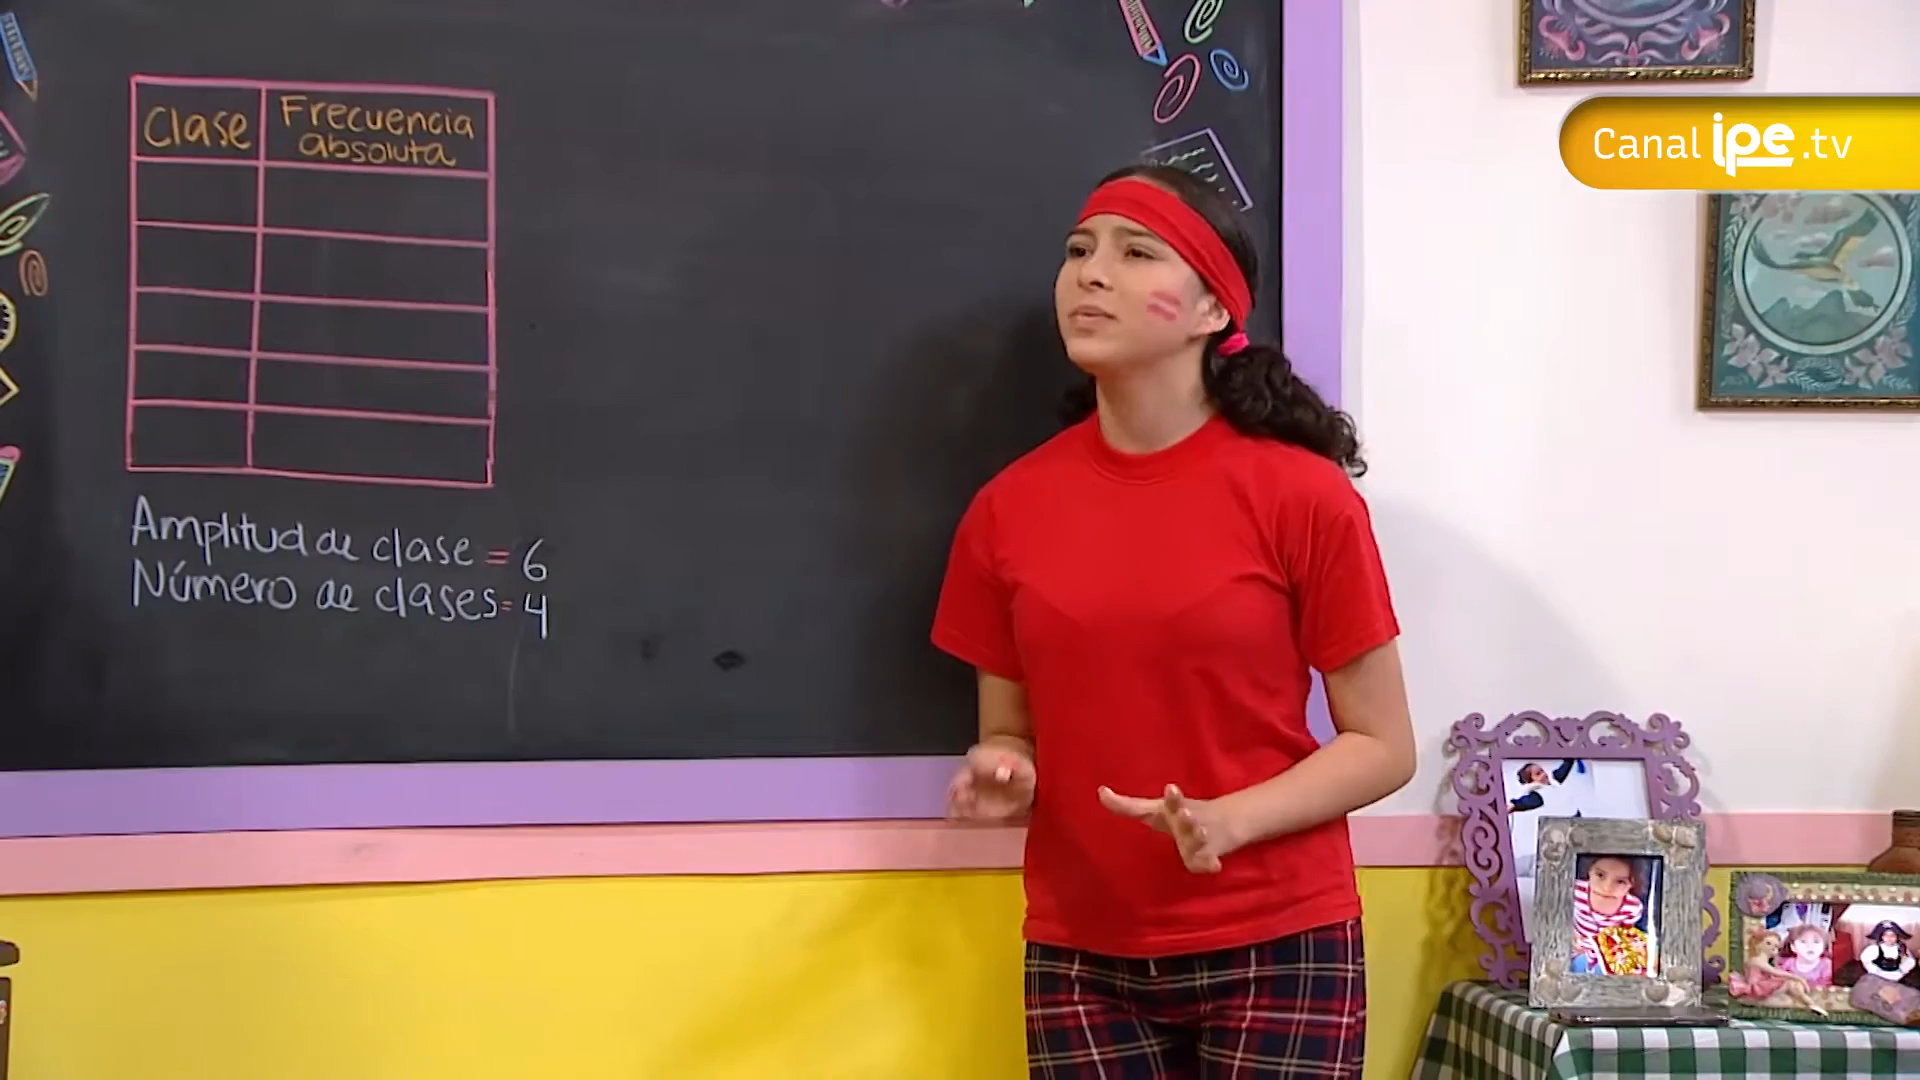 Clase
Frecuencia
absoluta
Amplitud de clase = 6
Número de clases = 4
Canal ipe.tv